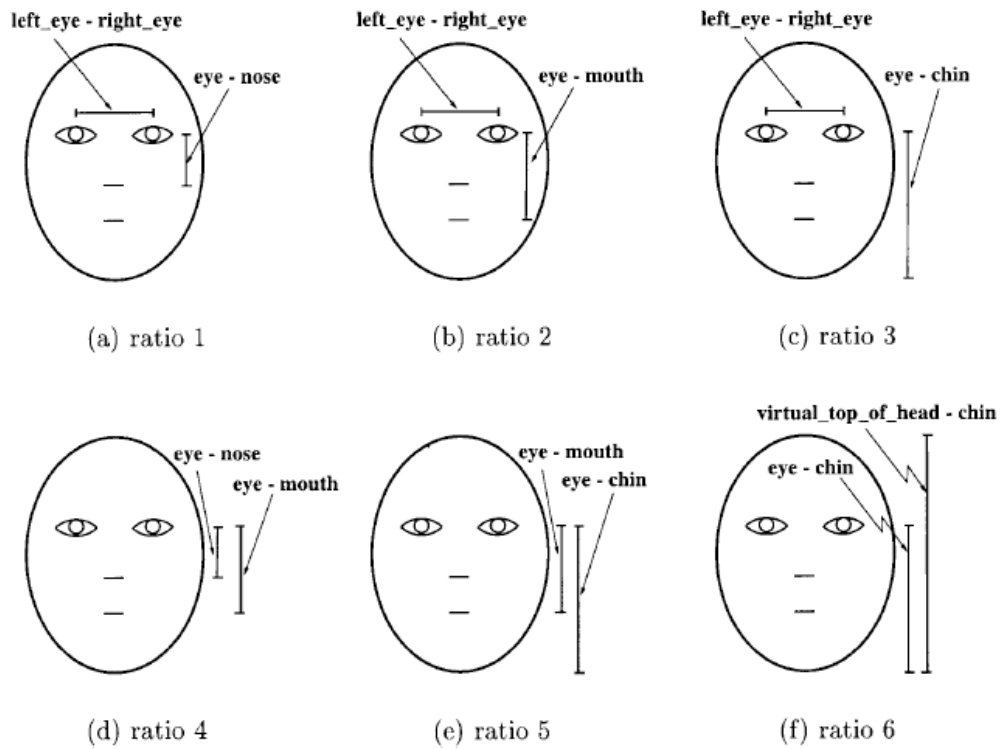 left_eye - right_eye
eye - nose
(a) ratio 1
left_eye - right_eye
eye - mouth
(b) ratio 2
left_eye - right_eye
eye - chin
(c) ratio 3
eye - nose
eye - mouth
(d) ratio 4
eye - mouth
eye - chin
(e) ratio 5
virtual_top_of_head - chin
eye - chin
(f) ratio 6